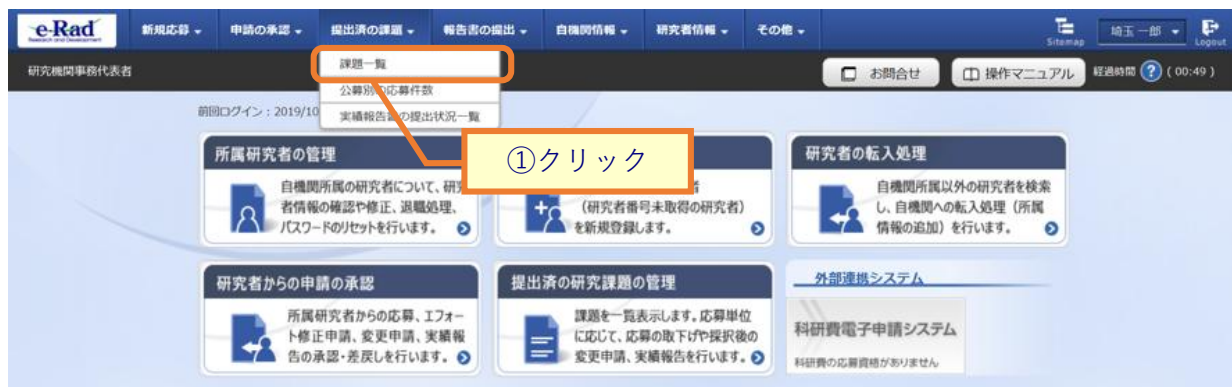 e-Rad
Research and Development
新規応募
申請の承認
提出済の課題
報告書の提出
自機関情報
研究者情報
その他
Sitemap
埼玉 一郎
Logout
研究機関事務代表者
課題一覧
公募別の応募件数
実績報告書の提出状況一覧
お問合せ
操作マニュアル
経過時間 ? ( 00:49 )
前回ログイン：2019/10
①クリック
所属研究者の管理
自機関所属の研究者について、研究
者情報の確認や修正、退職処理、
パスワードのリセットを行います。
（研究者番号未取得の研究者）
を新規登録します。
研究者の転入処理
自機関所属以外の研究者を検索
し、自機関への転入処理（所属
情報の追加）を行います。
研究者からの申請の承認
所属研究者からの応募、エフォー
ト修正申請、変更申請、実績報
告の承認・差戻しを行います。
提出済の研究課題の管理
課題を一覧表示します。応募単位
に応じて、応募の取下げや採択後の
変更申請、実績報告を行います。
外部連携システム
科研費電子申請システム
科研費の応募資格がありません